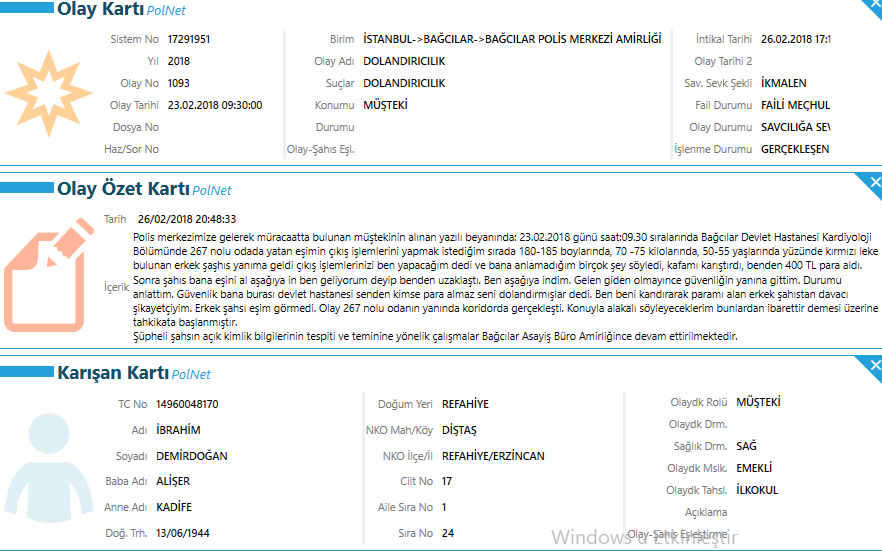 Olay Kartı PolNet
Sistem No 17291951 Birim İSTANBUL->BAĞCILAR->BAĞCILAR POLİS MERKEZİ AMİRLİĞİ İntikal Tarihi 26.02.2018 17:1
Yıl 2018 Olay Adı DOLANDIRICILIK Olay Tarihi 2
Olay No 1093 Suçlar DOLANDIRICILIK Sav. Sevk Şekli İKMALEN
Olay Tarihi 23.02.2018 09:30:00 Konumu MÜŞTEKİ Fail Durumu FAİLİ MEÇHUL
Dosya No Durumu Olay Durumu SAVCILIĞA SEV
Haz/Sor No Olay-Şahıs Eşl. İşlenme Durumu GERÇEKLEŞEN
Olay Özet Kartı PolNet
Tarih 26/02/2018 20:48:33
İçerik
Polis merkezimize gelerek müracaatta bulunan müştekinin alınan yazılı beyanında: 23.02.2018 günü saat:09.30 sıralarında Bağcılar Devlet Hastanesi Kardiyoloji
Bölümünde 267 nolu odada yatan eşimin çıkış işlemlerini yapmak istediğim sırada 180-185 boylarında, 70 -75 kilolarında, 50-55 yaşlarında yüzünde kırmızı leke
bulunan erkek şaşhıs yanıma geldi çıkış işlemlerinizi ben yapacağım dedi ve bana anlamadığım birçok şey söyledi, kafamı karıştırdı, benden 400 TL para aldı.
Sonra şahıs bana eşini al aşağıya in ben geliyorum deyip benden uzaklaştı. Ben aşağıya indim. Gelen giden olmayınce güvenliğin yanına gittim. Durumu
anlattım. Güvenlik bana burası devlet hastanesi senden kimse para almaz seni dolandırmışlar dedi. Ben beni kandırarak paramı alan erkek şahıstan davacı
şikayetçiyim. Erkek şahsı eşim görmedi. Olay 267 nolu odanın yanında koridorda gerçekleşti. Konuyla alakalı söyleyeceklerim bunlardan ibarettir demesi üzerine
tahkikata başlanmıştır.
Şüpheli şahsın açık kimlik bilgilerinin tespiti ve teminine yönelik çalışmalar Bağcılar Asayiş Büro Amirliğince devam ettirilmektedir.
Karışan Kartı PolNet
TC No 14960048170 Doğum Yeri REFAHİYE Olaydk Rolü MÜŞTEKİ
Adı İBRAHİM NKO Mah/Köy DİŞTAŞ Olaydk Drm.
Soyadı DEMİRDOĞAN NKO İlçe/İl REFAHİYE/ERZİNCAN Sağlık Drm. SAĞ
Baba Adı ALİŞER Cilt No 17 Olaydk Mslk. EMEKLİ
Anne Adı KADİFE Aile Sıra No 1 Olaydk Tahsl. İLKOKUL
Doğ. Trh. 13/06/1944 Sıra No 24 Açıklama
Olay-Şahıs Eşleştirme
Windows'u Etkinleştir